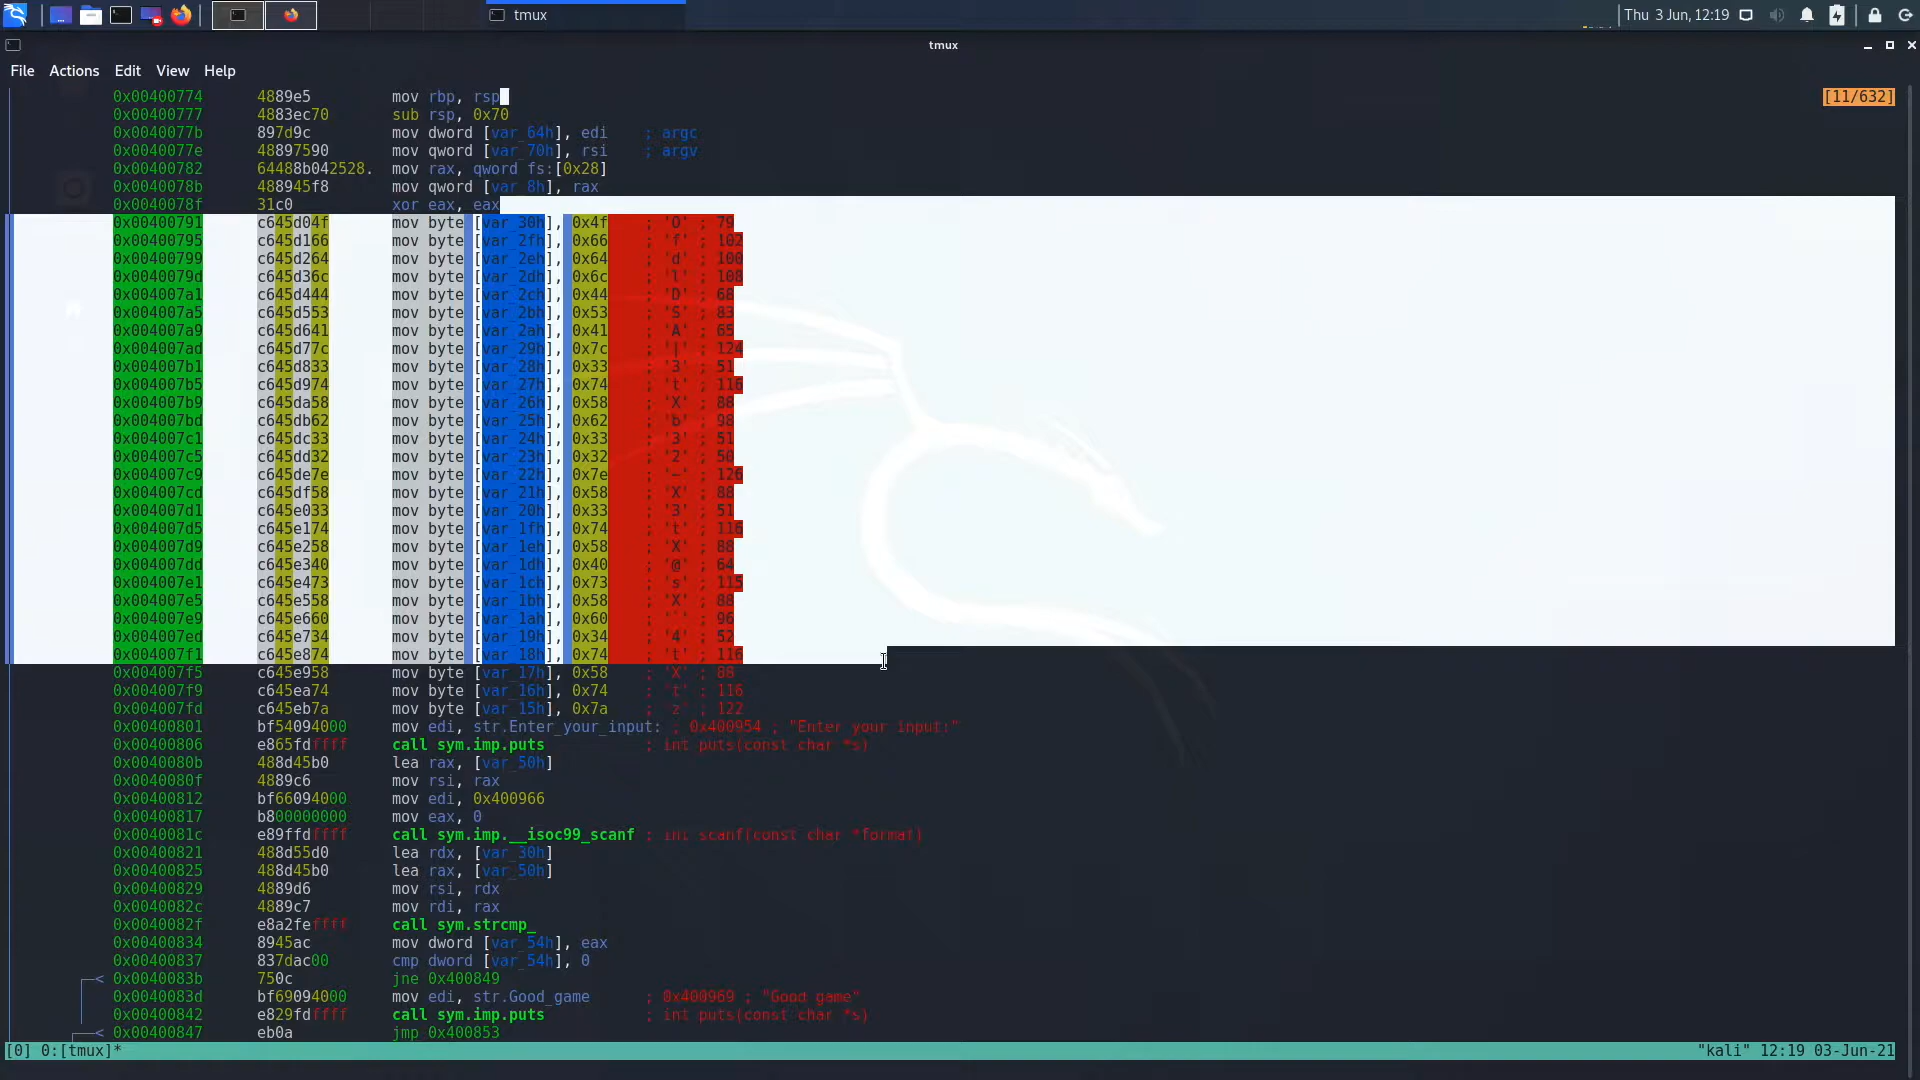 tmux
Thu 3 Jun, 12:19
tmux
File Actions Edit View Help
[11/632]
0x00400774 4889e5 mov rbp, rsp
0x00400777 4883ec70 sub rsp, 0x70
0x0040077b 897d9c mov dword [var_64h], edi ; argc
0x0040077e 48897590 mov qword [var_70h], rsi ; argv
0x00400782 64488b042528. mov rax, qword fs:[0x28]
0x0040078b 488945f8 mov qword [var_8h], rax
0x0040078f 31c0 xor eax, eax
0x00400791 c645d04f mov byte [var_30h], 0x4f ; 'O' ; 79
0x00400795 c645d166 mov byte [var_2fh], 0x66 ; 'f' ; 102
0x00400799 c645d264 mov byte [var_2eh], 0x64 ; 'd' ; 100
0x0040079d c645d36c mov byte [var_2dh], 0x6c ; 'l' ; 108
0x004007a1 c645d444 mov byte [var_2ch], 0x44 ; 'D' ; 68
0x004007a5 c645d553 mov byte [var_2bh], 0x53 ; 'S' ; 83
0x004007a9 c645d641 mov byte [var_2ah], 0x41 ; 'A' ; 65
0x004007ad c645d77c mov byte [var_29h], 0x7c ; '|' ; 124
0x004007b1 c645d833 mov byte [var_28h], 0x33 ; '3' ; 51
0x004007b5 c645d974 mov byte [var_27h], 0x74 ; 't' ; 116
0x004007b9 c645da58 mov byte [var_26h], 0x58 ; 'X' ; 88
0x004007bd c645db62 mov byte [var_25h], 0x62 ; 'b' ; 98
0x004007c1 c645dc33 mov byte [var_24h], 0x33 ; '3' ; 51
0x004007c5 c645dd32 mov byte [var_23h], 0x32 ; '2' ; 50
0x004007c9 c645de7e mov byte [var_22h], 0x7e ; '~' ; 126
0x004007cd c645df58 mov byte [var_21h], 0x58 ; 'X' ; 88
0x004007d1 c645e033 mov byte [var_20h], 0x33 ; '3' ; 51
0x004007d5 c645e174 mov byte [var_1fh], 0x74 ; 't' ; 116
0x004007d9 c645e258 mov byte [var_1eh], 0x58 ; 'X' ; 88
0x004007dd c645e340 mov byte [var_1dh], 0x40 ; '@' ; 64
0x004007e1 c645e473 mov byte [var_1ch], 0x73 ; 's' ; 115
0x004007e5 c645e558 mov byte [var_1bh], 0x58 ; 'X' ; 88
0x004007e9 c645e660 mov byte [var_1ah], 0x60 ; '`' ; 96
0x004007ed c645e734 mov byte [var_19h], 0x34 ; '4' ; 52
0x004007f1 c645e874 mov byte [var_18h], 0x74 ; 't' ; 116
0x004007f5 c645e958 mov byte [var_17h], 0x58 ; 'X' ; 88
0x004007f9 c645ea74 mov byte [var_16h], 0x74 ; 't' ; 116
0x004007fd c645eb7a mov byte [var_15h], 0x7a ; 'z' ; 122
0x00400801 bf54094000 mov edi, str.Enter_your_input: ; 0x400954 ; "Enter your input:"
0x00400806 e865fdffff call sym.imp.puts ; int puts(const char *s)
0x0040080b 488d45b0 lea rax, [var_50h]
0x0040080f 4889c6 mov rsi, rax
0x00400812 bf66094000 mov edi, 0x400966
0x00400817 b800000000 mov eax, 0
0x0040081c e89ffdffff call sym.imp.__isoc99_scanf ; int scanf(const char *format)
0x00400821 488d55d0 lea rdx, [var_30h]
0x00400825 488d45b0 lea rax, [var_50h]
0x00400829 4889d6 mov rsi, rdx
0x0040082c 4889c7 mov rdi, rax
0x0040082f e8a2feffff call sym.strcmp_
0x00400834 8945ac mov dword [var_54h], eax
0x00400837 837dac00 cmp dword [var_54h], 0
0x0040083b 750c jne 0x400849
0x0040083d bf69094000 mov edi, str.Good_game ; 0x400969 ; "Good game"
0x00400842 e829fdffff call sym.imp.puts ; int puts(const char *s)
0x00400847 eb0a jmp 0x400853
[0] 0:[tmux]* "kali" 12:19 03-Jun-21